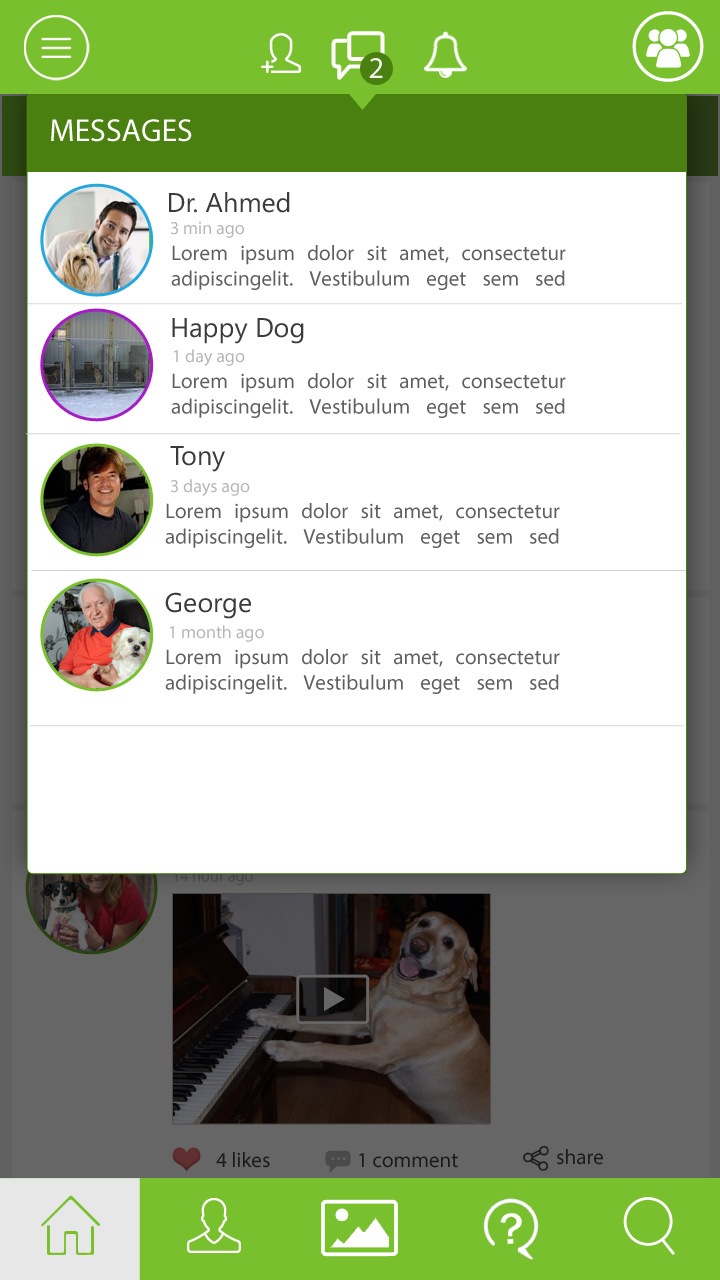 2
MESSAGES
Dr. Ahmed
3 min ago
Lorem ipsum dolor sit amet, consectetur
adipiscingelit. Vestibulum eget sem sed
Happy Dog
1 day ago
Lorem ipsum dolor sit amet, consectetur
adipiscingelit. Vestibulum eget sem sed
Tony
3 days ago
Lorem ipsum dolor sit amet, consectetur
adipiscingelit. Vestibulum eget sem sed
George
1 month ago
Lorem ipsum dolor sit amet, consectetur
adipiscingelit. Vestibulum eget sem sed
14 hour ago
4 likes 1 comment share
?